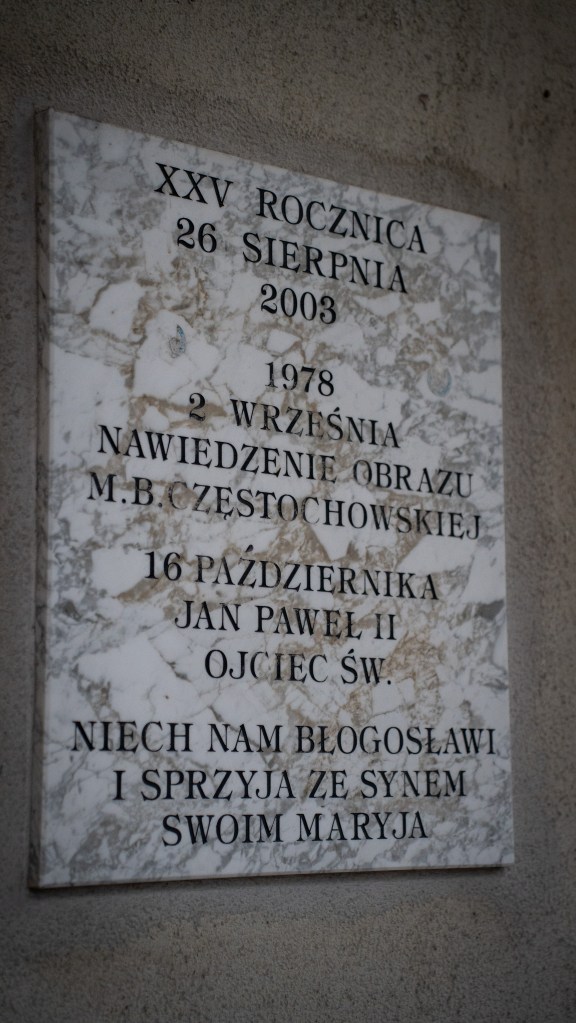 XXV ROCZNICA
26 SIERPNIA
2003
1978
2 WRZEŚNIA
NAWIEDZENIE OBRAZU
M.B.CZĘSTOCHOWSKIEJ
16 PAŹDZIERNIKA
JAN PAWEŁ II
OJCIEC ŚW.
NIECH NAM BŁOGOSŁAWI
I SPRZYJA ZE SYNEM
SWOIM MARYJA